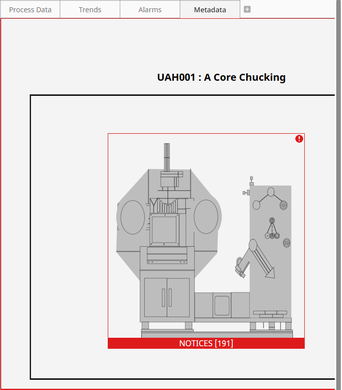 Process Data
Trends
Alarms
Metadata
UAH001 : A Core Chucking
NOTICES [191]